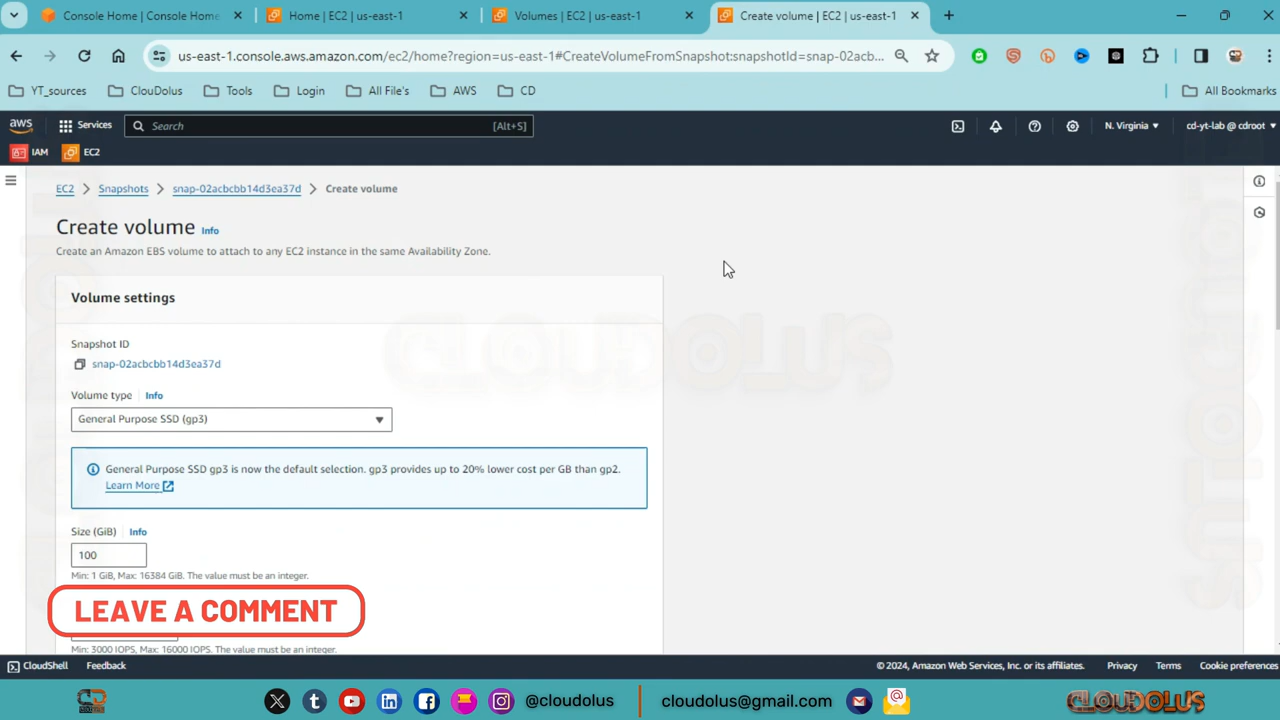 Console Home | Console Home
Home | EC2 | us-east-1
Volumes | EC2 | us-east-1
Create volume | EC2 | us-east-1
us-east-1.console.aws.amazon.com/ec2/home?region=us-east-1#CreateVolumeFromSnapshot:snapshotId=snap-02acb...
YT_sources
ClouDolus
Tools
Login
All File's
AWS
CD
All Bookmarks
aws
Services
Search
[Alt+S]
N. Virginia
cd-yt-lab @ cdroot
IAM
EC2
EC2 > Snapshots > snap-02acbcbb14d3ea37d > Create volume
Create volume Info
Create an Amazon EBS volume to attach to any EC2 instance in the same Availability Zone.
Volume settings
CLOUDOLUS
Snapshot ID
snap-02acbcbb14d3ea37d
Volume type Info
General Purpose SSD (gp3)
General Purpose SSD gp3 is now the default selection. gp3 provides up to 20% lower cost per GB than gp2.
Learn More
Size (GiB) Info
100
Min: 1 GiB, Max: 16384 GiB. The value must be an integer.
LEAVE A COMMENT
Min: 3000 IOPS, Max: 16000 IOPS. The value must be an integer.
CloudShell
Feedback
© 2024, Amazon Web Services, Inc. or its affiliates.
Privacy
Terms
Cookie preferences
@cloudolus
cloudolus@gmail.com
CLOUDOLUS